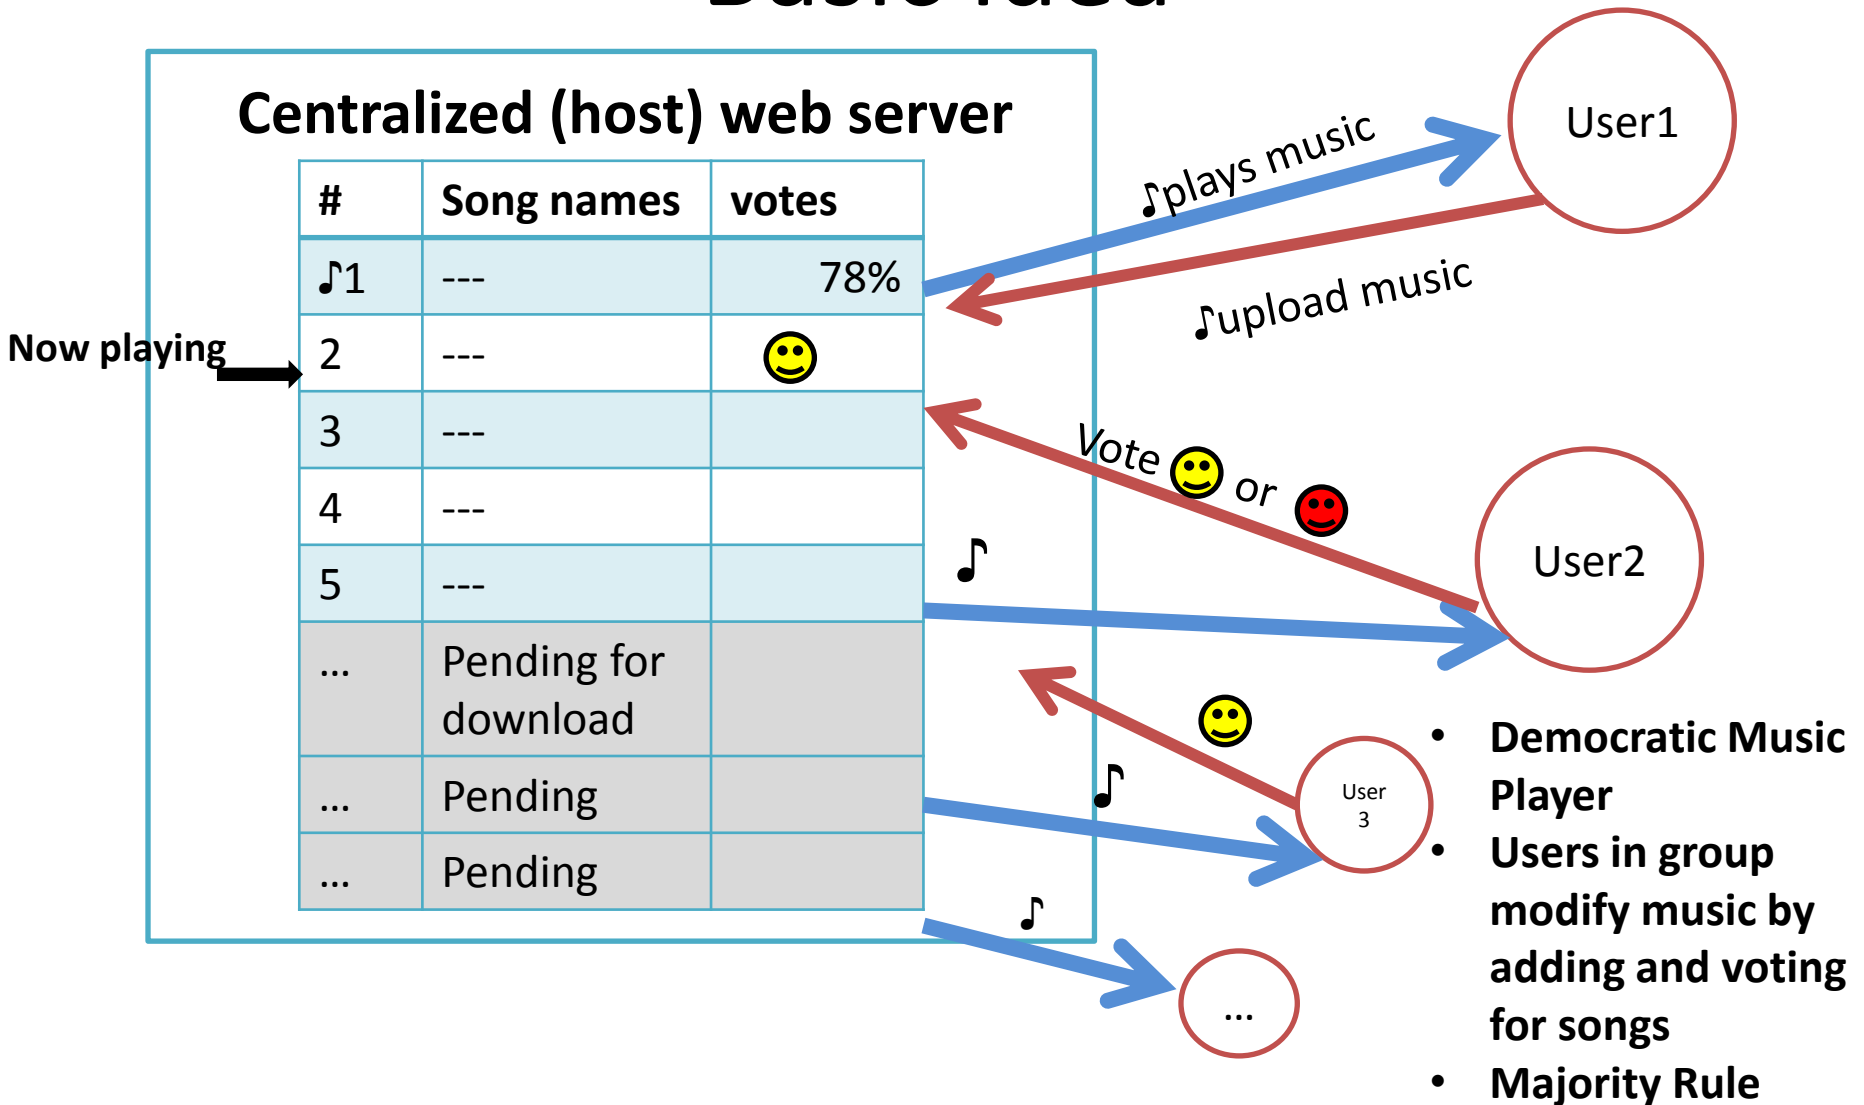 Basic idea
Centralized (host) web server
# Song names votes
♪1 --- 78%
Now playing
2 ---
3 ---
4 ---
5 ---
... Pending for
download
... Pending
... Pending
♪plays music
User1
♪upload music
Vote or
User2
♪
♪
User
3
♪
...
• Democratic Music
Player
• Users in group
modify music by
adding and voting
for songs
• Majority Rule